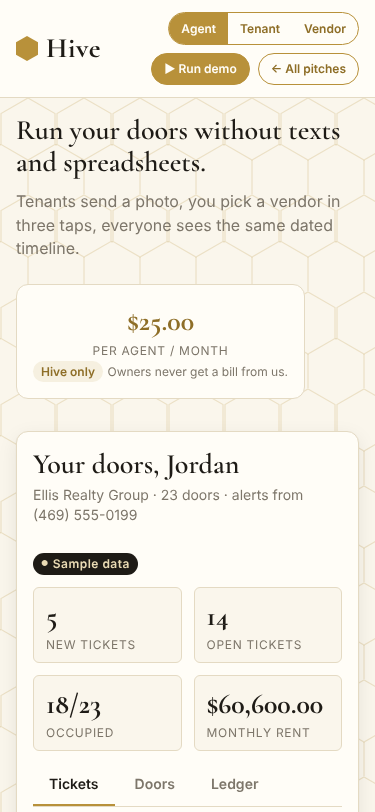 Hive
Agent Tenant Vendor
▶ Run demo ← All pitches
Run your doors without texts
and spreadsheets.
Tenants send a photo, you pick a vendor in
three taps, everyone sees the same dated
timeline.
$25.00
PER AGENT / MONTH
Hive only Owners never get a bill from us.
Your doors, Jordan
Ellis Realty Group · 23 doors · alerts from
(469) 555-0199
Sample data
5
NEW TICKETS
14
OPEN TICKETS
18/23
OCCUPIED
$60,600.00
MONTHLY RENT
Tickets Doors Ledger